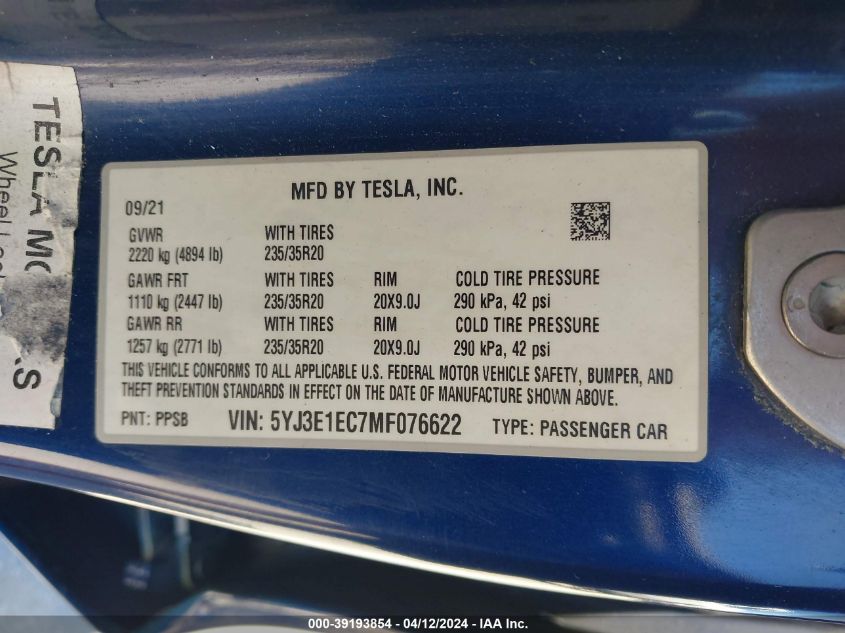 TESLA MO
Wheel Loc
S
MFD BY TESLA, INC.
09/21
GVWR WITH TIRES
2220 kg (4894 lb) 235/35R20
GAWR FRT WITH TIRES RIM COLD TIRE PRESSURE
1110 kg (2447 lb) 235/35R20 20X9.0J 290 kPa, 42 psi
GAWR RR WITH TIRES RIM COLD TIRE PRESSURE
1257 kg (2771 lb) 235/35R20 20X9.0J 290 kPa, 42 psi
THIS VEHICLE CONFORMS TO ALL APPLICABLE U.S. FEDERAL MOTOR VEHICLE SAFETY, BUMPER, AND
THEFT PREVENTION STANDARDS IN EFFECT ON THE DATE OF MANUFACTURE SHOWN ABOVE.
PNT: PPSB VIN: 5YJ3E1EC7MF076622 TYPE: PASSENGER CAR
000-39193854 / 04/12/2024 - IAA Inc.